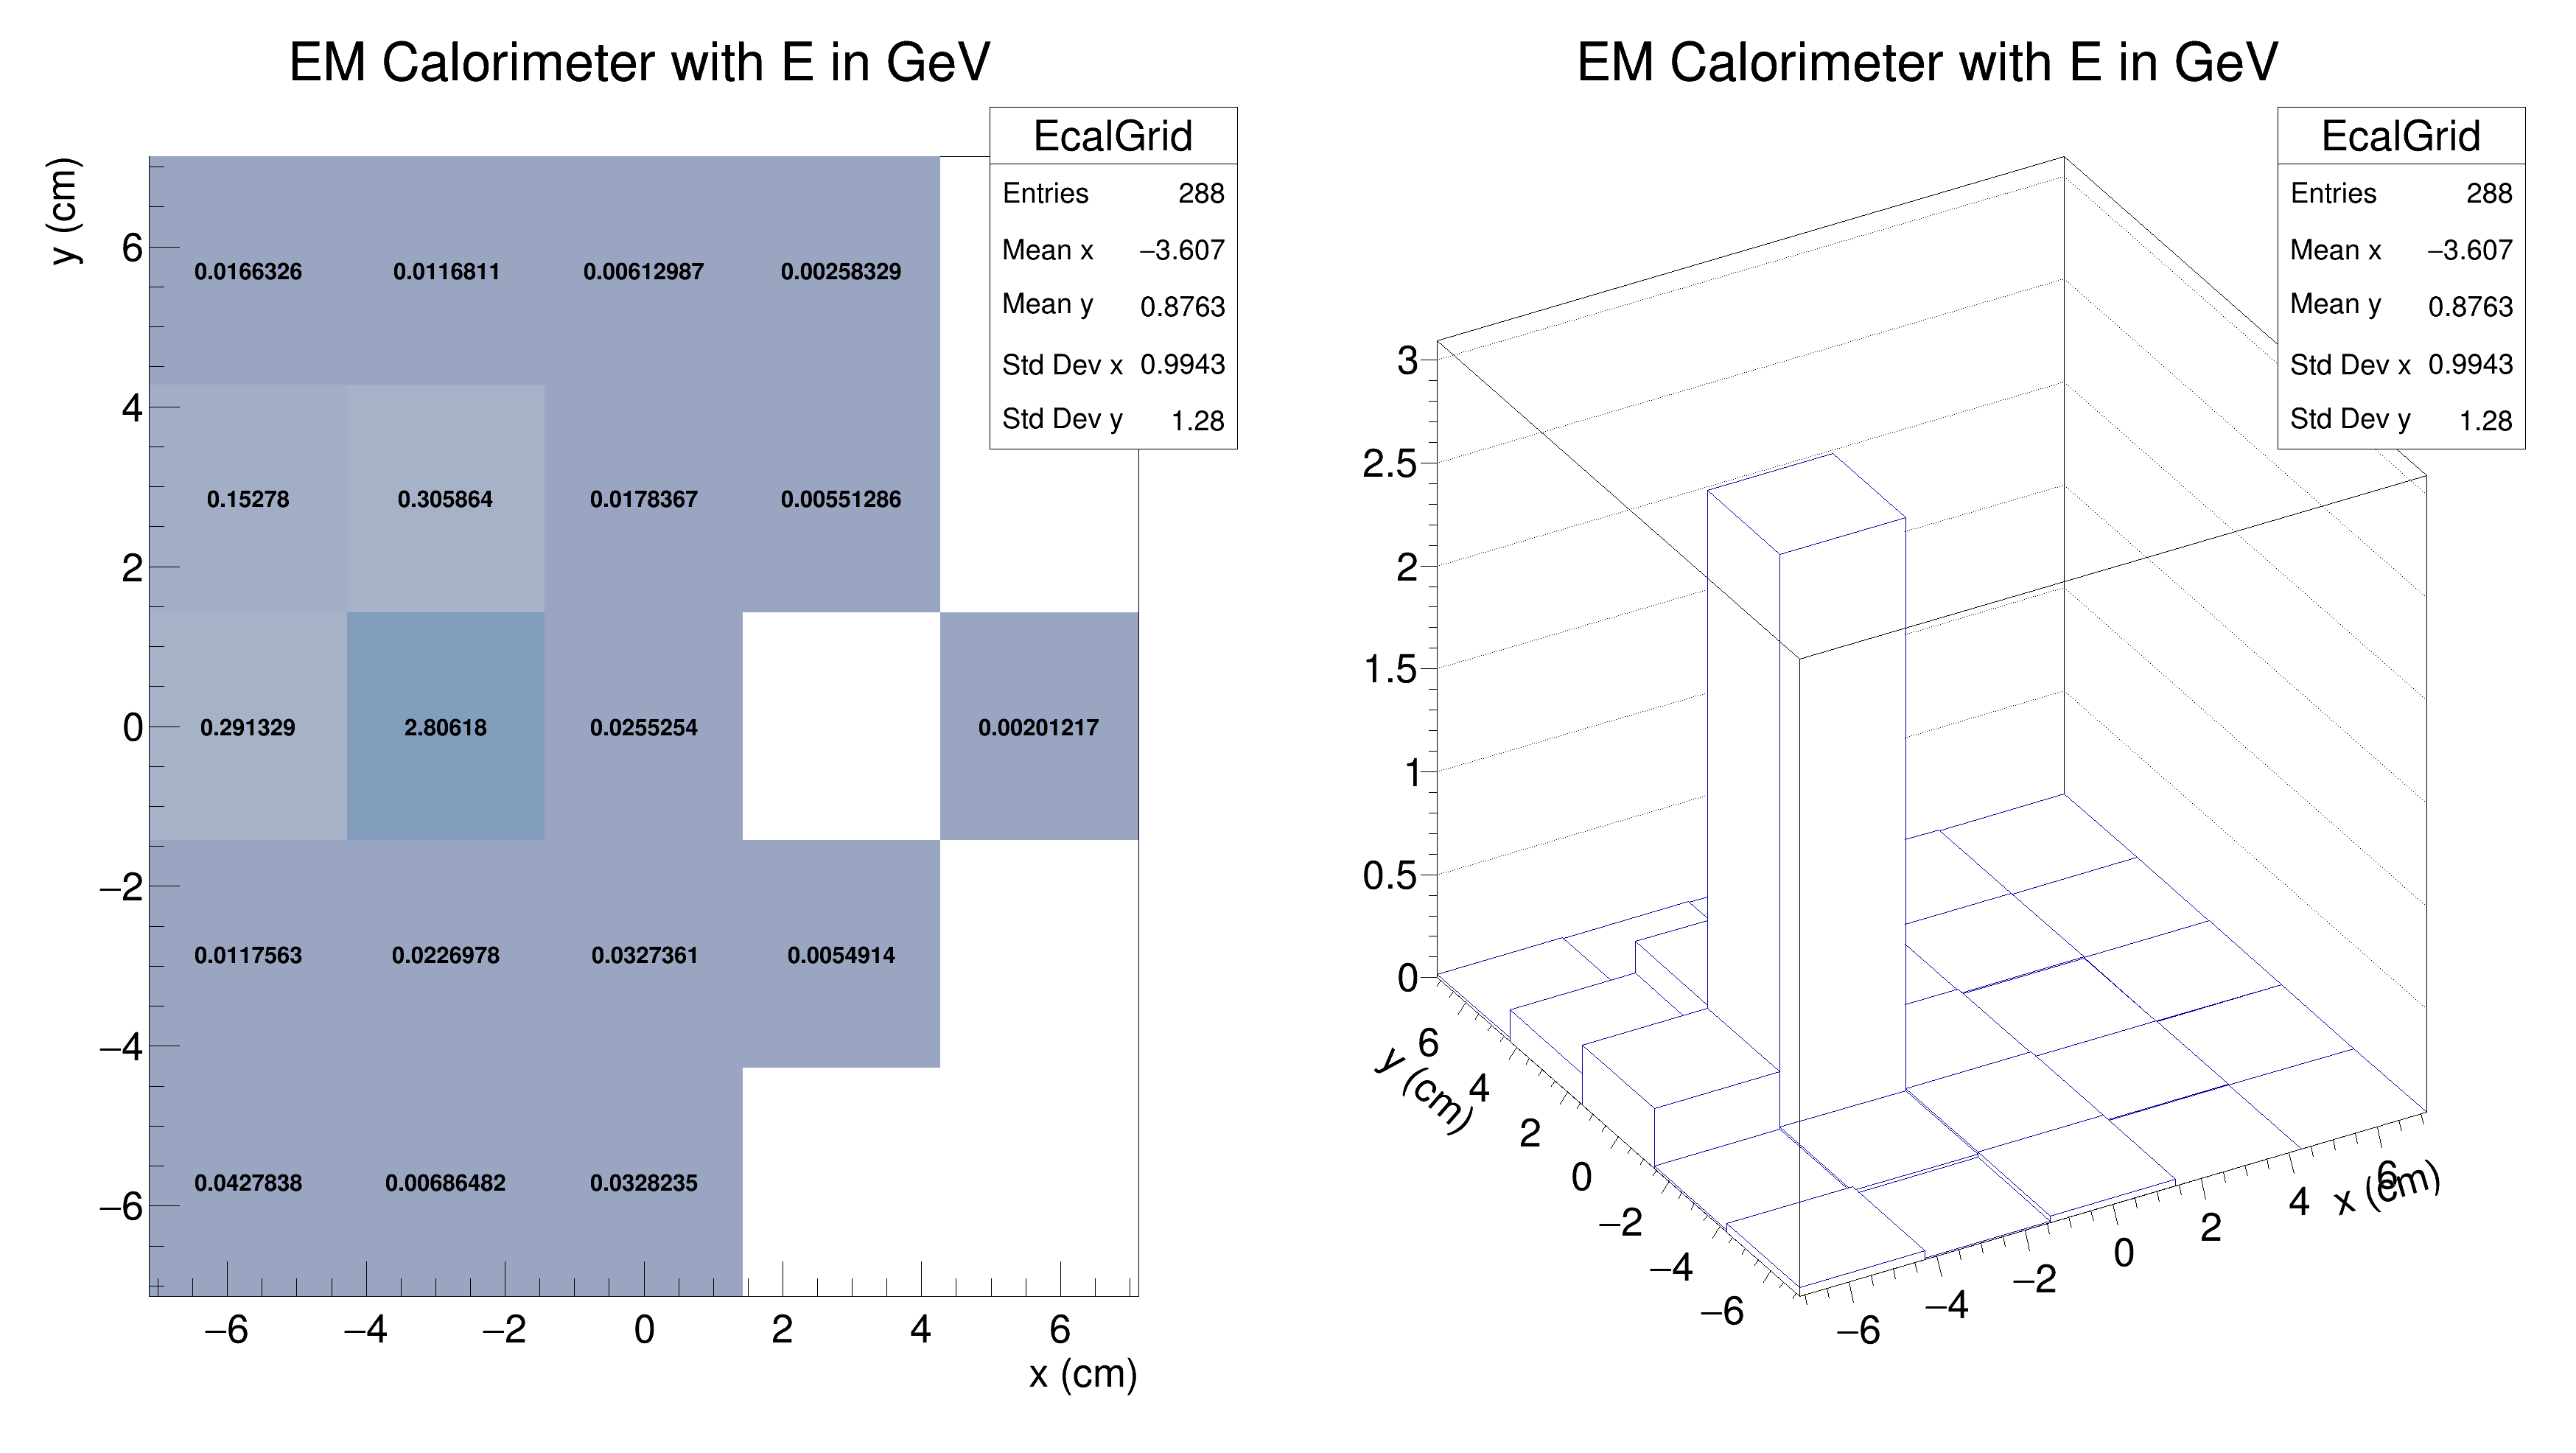 EM Calorimeter with E in GeV
EcalGrid
Entries 288
Mean x −3.607
Mean y 0.8763
Std Dev x 0.9943
Std Dev y 1.28
y (cm)
6
4
2
0
−2
−4
−6
0.0166326 0.0116811 0.00612987 0.00258329
0.15278 0.305864 0.0178367 0.00551286
0.291329 2.80618 0.0255254 0.00201217
0.0117563 0.0226978 0.0327361 0.0054914
0.0427838 0.00686482 0.0328235
−6 −4 −2 0 2 4 6
x (cm)
EM Calorimeter with E in GeV
EcalGrid
Entries 288
Mean x −3.607
Mean y 0.8763
Std Dev x 0.9943
Std Dev y 1.28
3
2.5
2
1.5
1
0.5
0
y (cm)
6
4
2
0
−2
−4
−6
−6
−4
−2
0
2
4
6
x (cm)